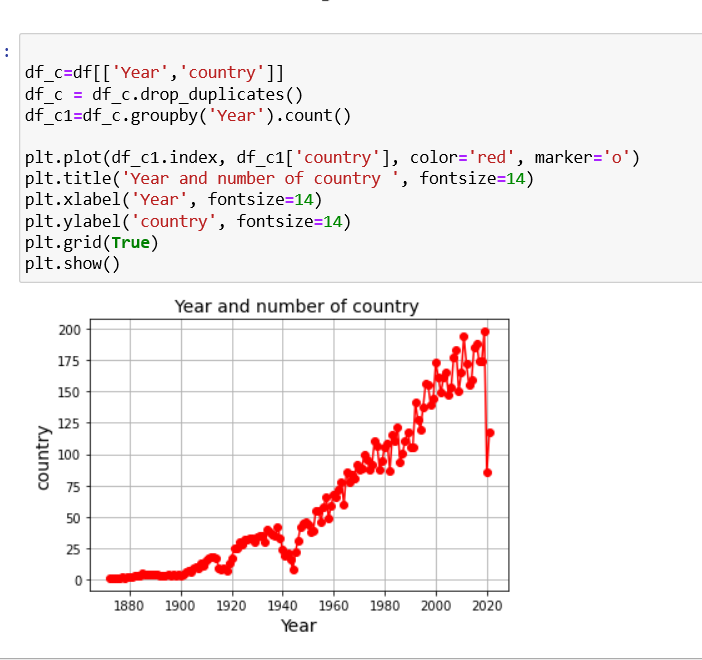 :
df_c=df[['Year','country']]
df_c = df_c.drop_duplicates()
df_c1=df_c.groupby('Year').count()
plt.plot(df_c1.index, df_c1['country'], color='red', marker='o')
plt.title('Year and number of country ', fontsize=14)
plt.xlabel('Year', fontsize=14)
plt.ylabel('country', fontsize=14)
plt.grid(True)
plt.show()
Year and number of country
200
175
150
125
100
75
50
25
0
country
1880 1900 1920 1940 1960 1980 2000 2020
Year